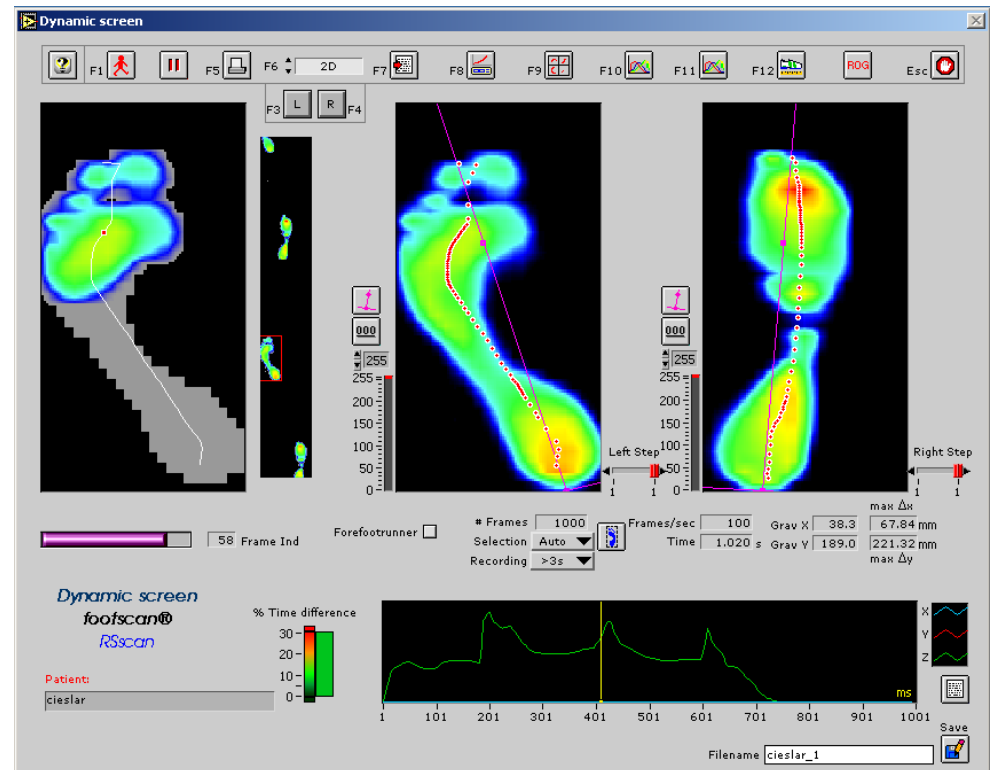 Dynamic screen
F1
F5
F6 2D
F7
F8
F9
F10
F11
F12
ROG
Esc
F3 L R F4
000
255
255
200
150
100
50
0
Left Step
1 1
000
255
255
200
150
100
50
0
Right Step
1 1
58 Frame Ind
Forefootrunner
# Frames 1000
Selection Auto
Recording >3s
Frames/sec 100
Time 1.020 s
max Δx
Grav X 38.3 67.84 mm
Grav Y 189.0 221.32 mm
max Δy
Dynamic screen
footscan®
RSscan
Patient:
cieslar
% Time difference
30
20
10
0
X
Y
Z
ms
1 101 201 301 401 501 601 701 801 901 1001
Save
Filename cieslar_1